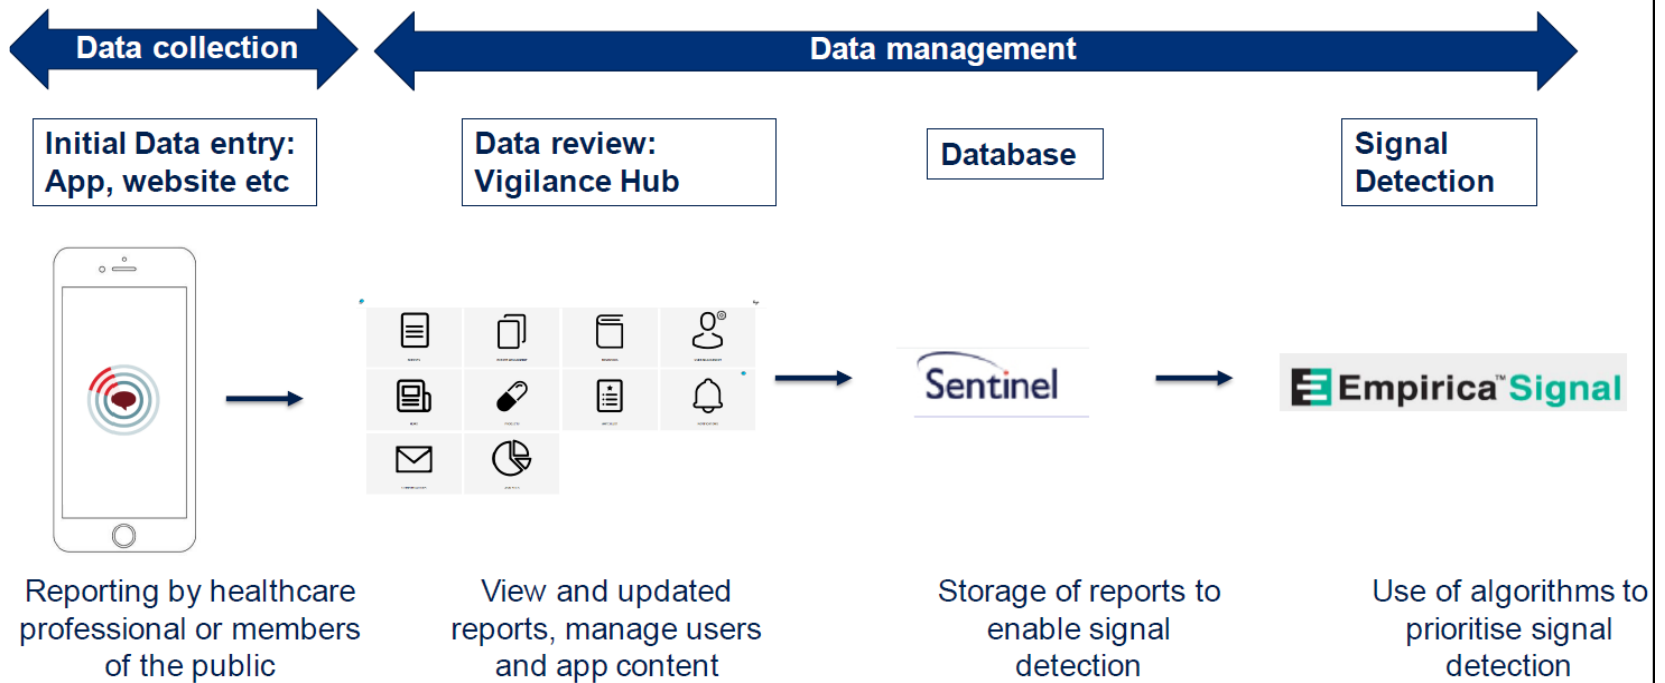 Data collection
Data management
Initial Data entry:
App, website etc
Data review:
Vigilance Hub
Database
Signal
Detection
Sentinel
Empirica™ Signal
Reporting by healthcare
professional or members
of the public
View and updated
reports, manage users
and app content
Storage of reports to
enable signal
detection
Use of algorithms to
prioritise signal
detection